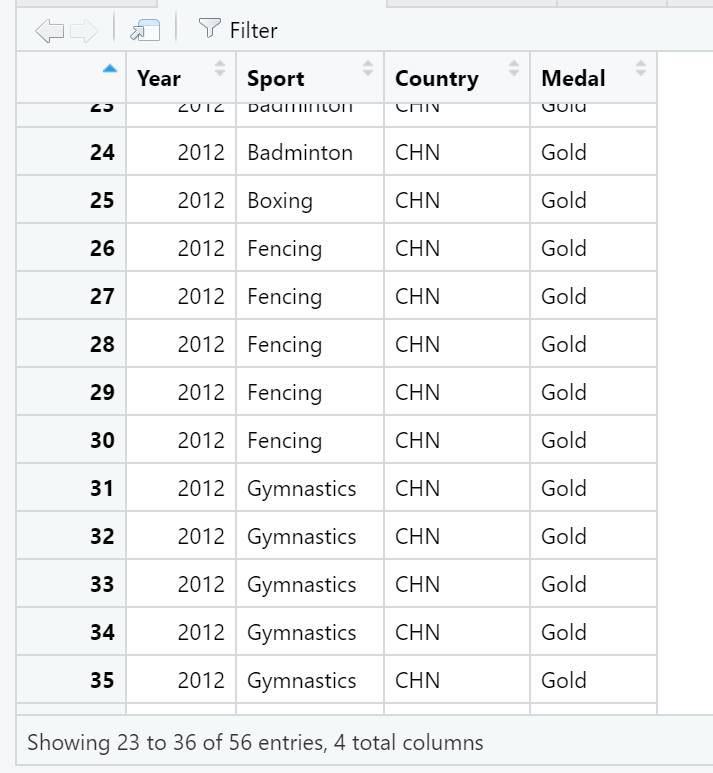 Filter
Year Sport Country Medal
23 2012 Badminton CHN Gold
24 2012 Badminton CHN Gold
25 2012 Boxing CHN Gold
26 2012 Fencing CHN Gold
27 2012 Fencing CHN Gold
28 2012 Fencing CHN Gold
29 2012 Fencing CHN Gold
30 2012 Fencing CHN Gold
31 2012 Gymnastics CHN Gold
32 2012 Gymnastics CHN Gold
33 2012 Gymnastics CHN Gold
34 2012 Gymnastics CHN Gold
35 2012 Gymnastics CHN Gold
Showing 23 to 36 of 56 entries, 4 total columns